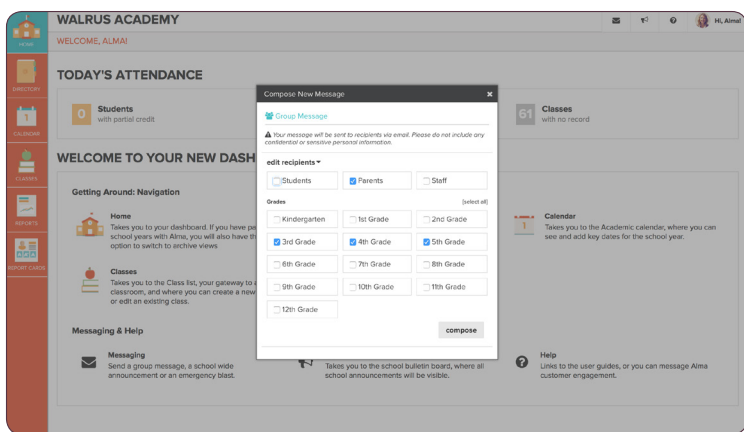 WALRUS ACADEMY
Hi, Alma!
HOME
WELCOME, ALMA!
DIRECTORY
TODAY'S ATTENDANCE
0 Students
with partial credit
61 Classes
with no record
1
CALENDAR
CLASSES
REPORTS
REPORT CARDS
WELCOME TO YOUR NEW DASH
Getting Around: Navigation
Home
Takes you to your dashboard. If you have pe
school years with Alma, you will also have th
option to switch to archive views
Classes
Takes you to the Class list, your gateway to
classroom, and where you can create a new
or edit an existing class.
1
Calendar
Takes you to the Academic calendar, where you can
see and add key dates for the school year.
Messaging & Help
Messaging
Send a group message, a school wide
announcement or an emergency blast.
Takes you to the school bulletin board, where all
school announcements will be visible.
Help
Links to the user guides, or you can message Alma
customer engagement.
Compose New Message
Group Message
Your message will be sent to recipients via email. Please do not include any
confidential or sensitive personal information.
edit recipients
Students Parents Staff
Grades [select all]
Kindergarten 1st Grade 2nd Grade
3rd Grade 4th Grade 5th Grade
6th Grade 7th Grade 8th Grade
9th Grade 10th Grade 11th Grade
12th Grade
compose